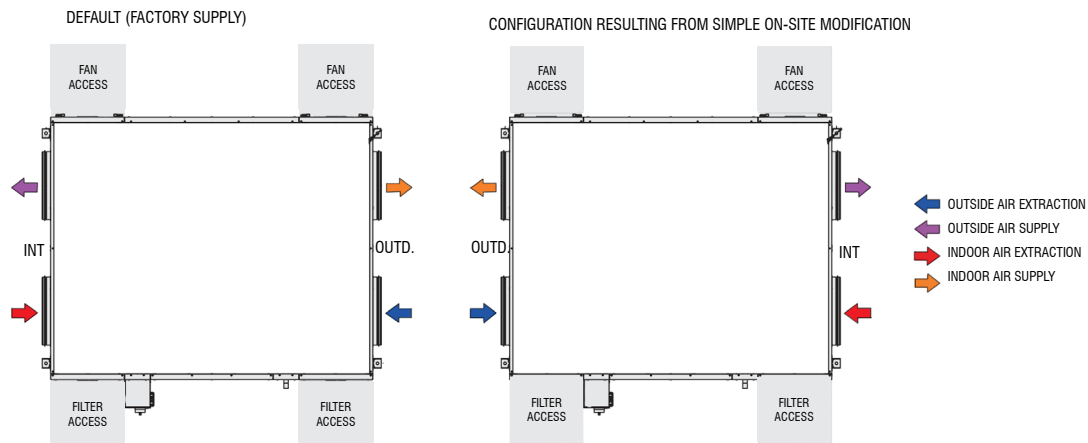 DEFAULT (FACTORY SUPPLY)
CONFIGURATION RESULTING FROM SIMPLE ON-SITE MODIFICATION
FAN
ACCESS
FAN
ACCESS
FAN
ACCESS
FAN
ACCESS
INT
OUTD.
OUTD.
INT
OUTSIDE AIR EXTRACTION
OUTSIDE AIR SUPPLY
INDOOR AIR EXTRACTION
INDOOR AIR SUPPLY
FILTER
ACCESS
FILTER
ACCESS
FILTER
ACCESS
FILTER
ACCESS